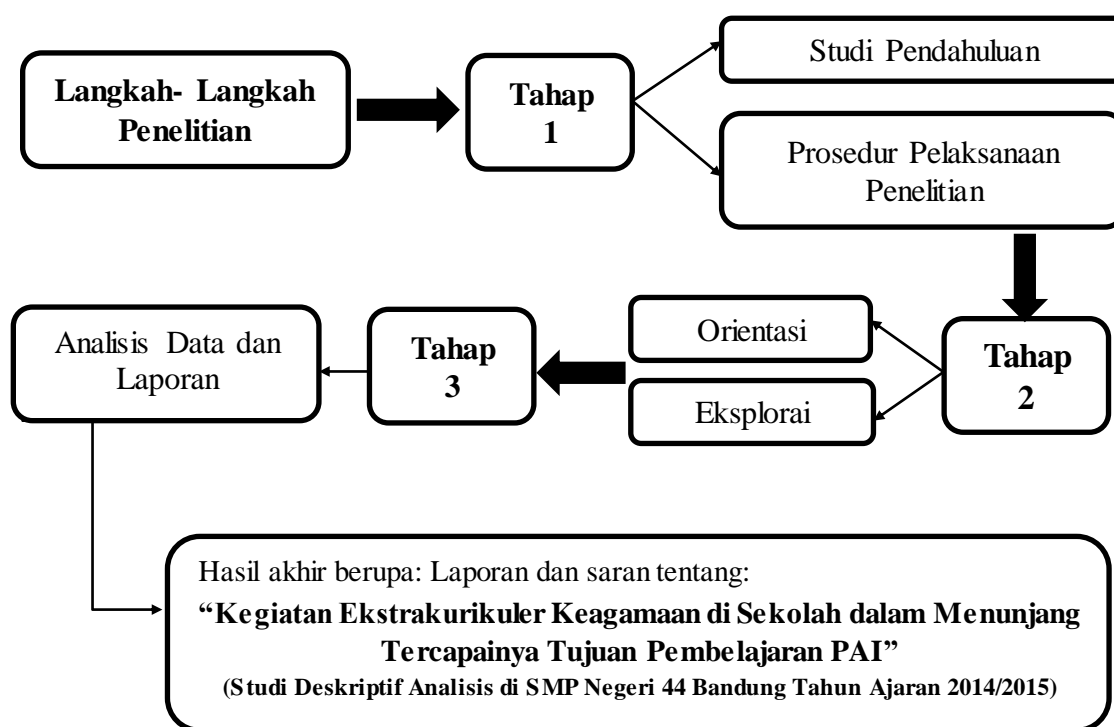 Langkah- Langkah
Penelitian
Tahap
1
Studi Pendahuluan
Prosedur Pelaksanaan
Penelitian
Tahap
2
Orientasi
Eksplorai
Tahap
3
Analisis Data dan
Laporan
Hasil akhir berupa: Laporan dan saran tentang:
“Kegiatan Ekstrakurikuler Keagamaan di Sekolah dalam Menunjang
Tercapainya Tujuan Pembelajaran PAI”
(Studi Deskriptif Analisis di SMP Negeri 44 Bandung Tahun Ajaran 2014/2015)